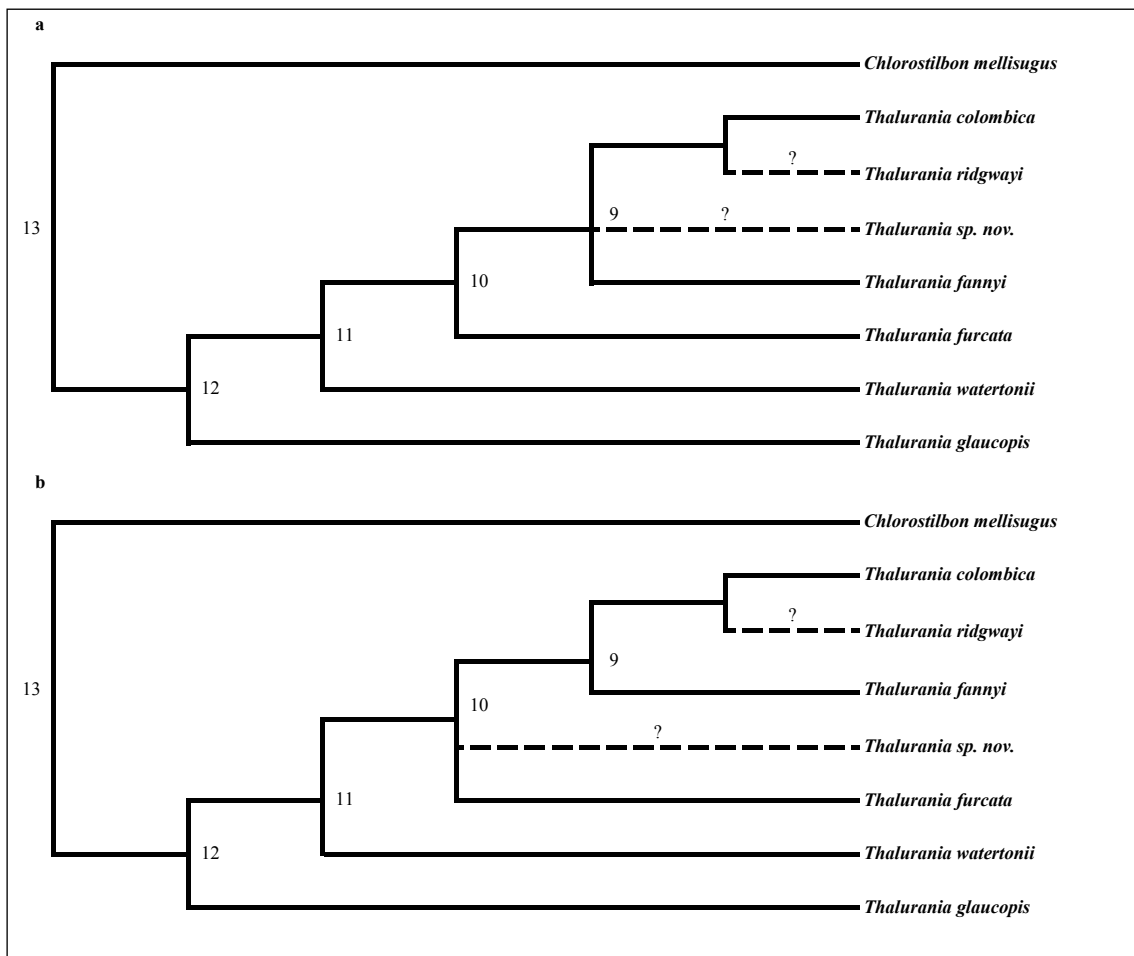 a
Chlorostilbon mellisugus
Thalurania colombica
?
Thalurania ridgwayi
13
9
?
Thalurania sp. nov.
10
Thalurania fannyi
11
Thalurania furcata
12
Thalurania watertonii
Thalurania glaucopis
b
Chlorostilbon mellisugus
Thalurania colombica
?
Thalurania ridgwayi
13
9
Thalurania fannyi
10
?
Thalurania sp. nov.
11
Thalurania furcata
12
Thalurania watertonii
Thalurania glaucopis